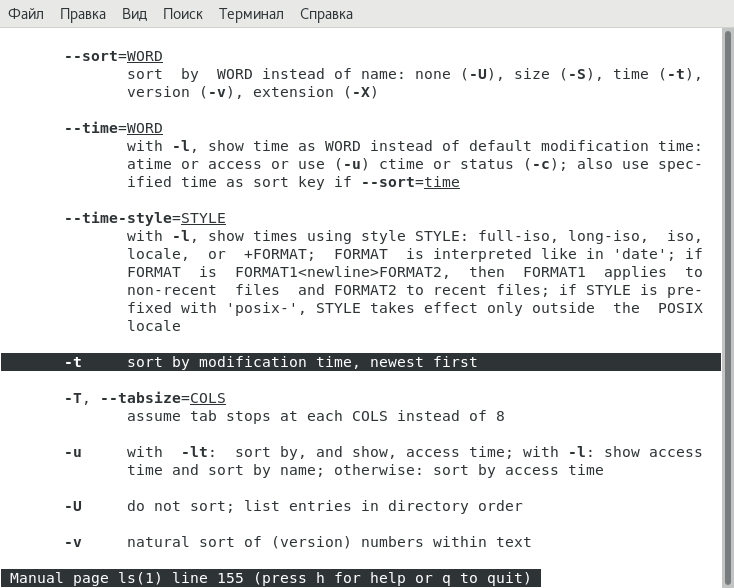 Файл Правка Вид Поиск Терминал Справка
--sort=WORD
sort by WORD instead of name: none (-U), size (-S), time (-t),
version (-v), extension (-X)
--time=WORD
with -l, show time as WORD instead of default modification time:
atime or access or use (-u) ctime or status (-c); also use spec-
ified time as sort key if --sort=time
--time-style=STYLE
with -l, show times using style STYLE: full-iso, long-iso, iso,
locale, or +FORMAT; FORMAT is interpreted like in 'date'; if
FORMAT is FORMAT1<newline>FORMAT2, then FORMAT1 applies to
non-recent files and FORMAT2 to recent files; if STYLE is pre-
fixed with 'posix-', STYLE takes effect only outside the POSIX
locale
-t sort by modification time, newest first
-T, --tabsize=COLS
assume tab stops at each COLS instead of 8
-u with -lt: sort by, and show, access time; with -l: show access
time and sort by name; otherwise: sort by access time
-U do not sort; list entries in directory order
-v natural sort of (version) numbers within text
Manual page ls(1) line 155 (press h for help or q to quit)